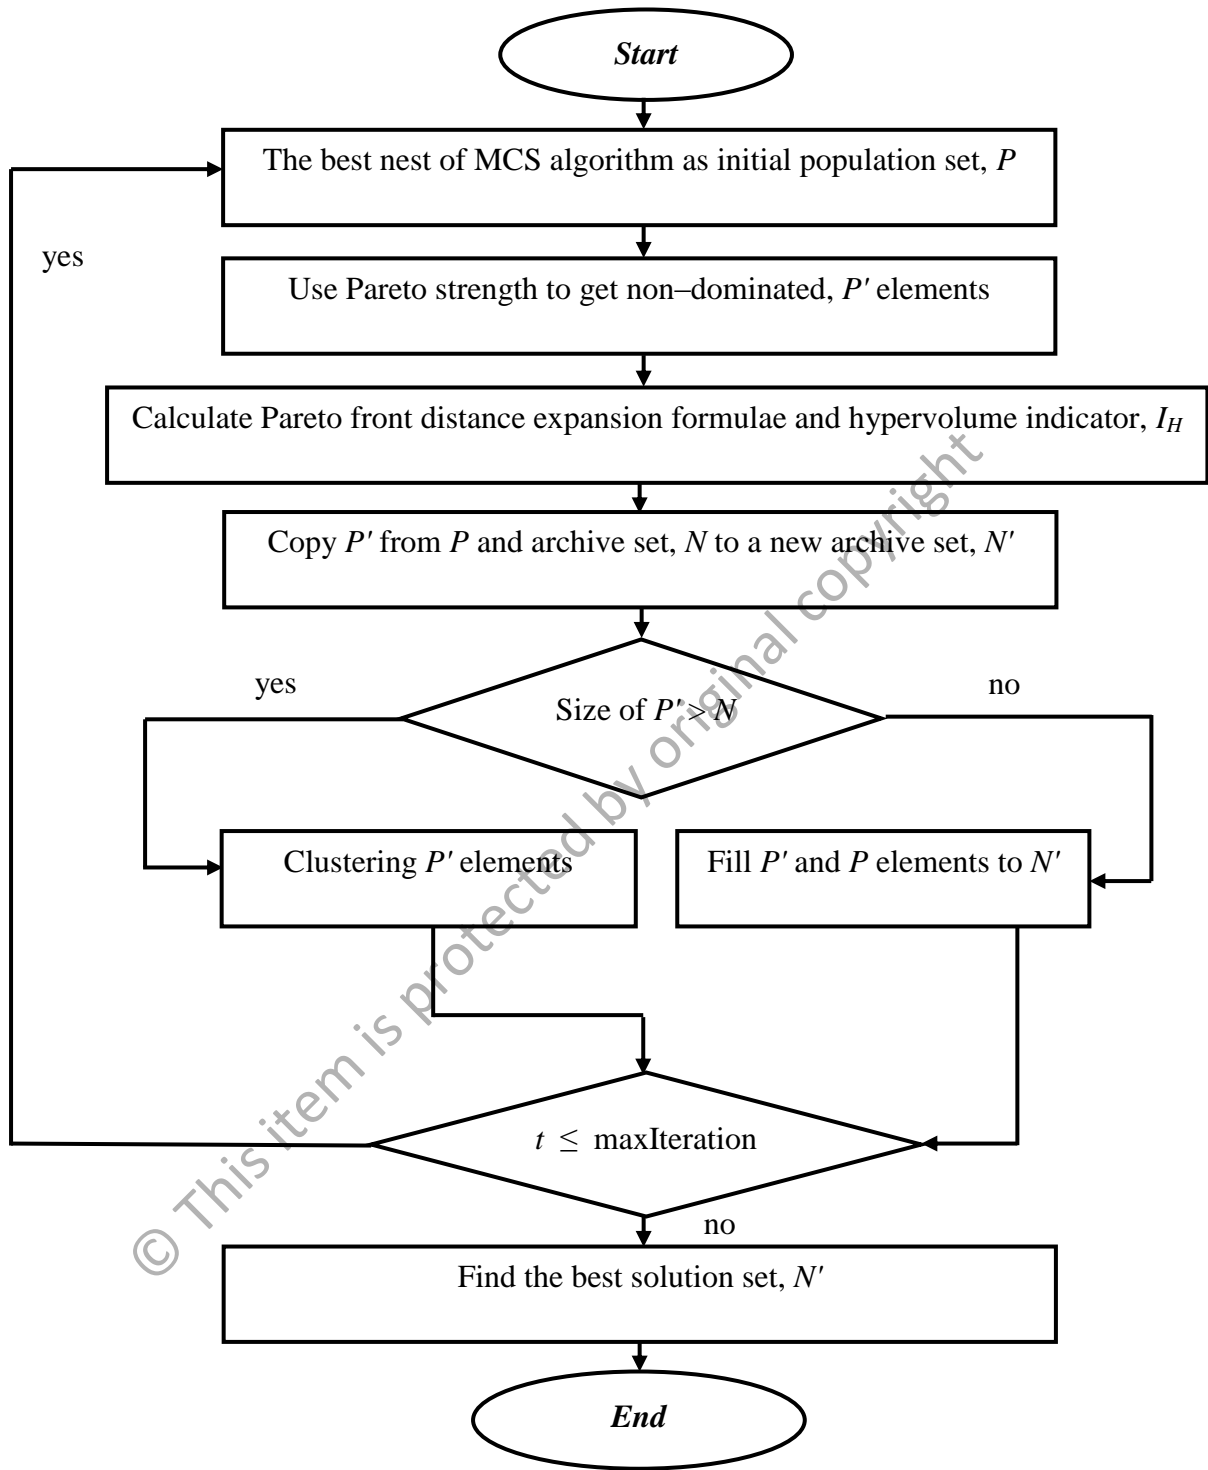 Start
The best nest of MCS algorithm as initial population set, P
yes
Use Pareto strength to get non–dominated, P' elements
Calculate Pareto front distance expansion formulae and hypervolume indicator, I_H
Copy P' from P and archive set, N to a new archive set, N'
yes
no
Size of P' > N
Clustering P' elements
Fill P' and P elements to N'
t ≤ maxIteration
no
Find the best solution set, N'
End
© This item is protected by original copyright